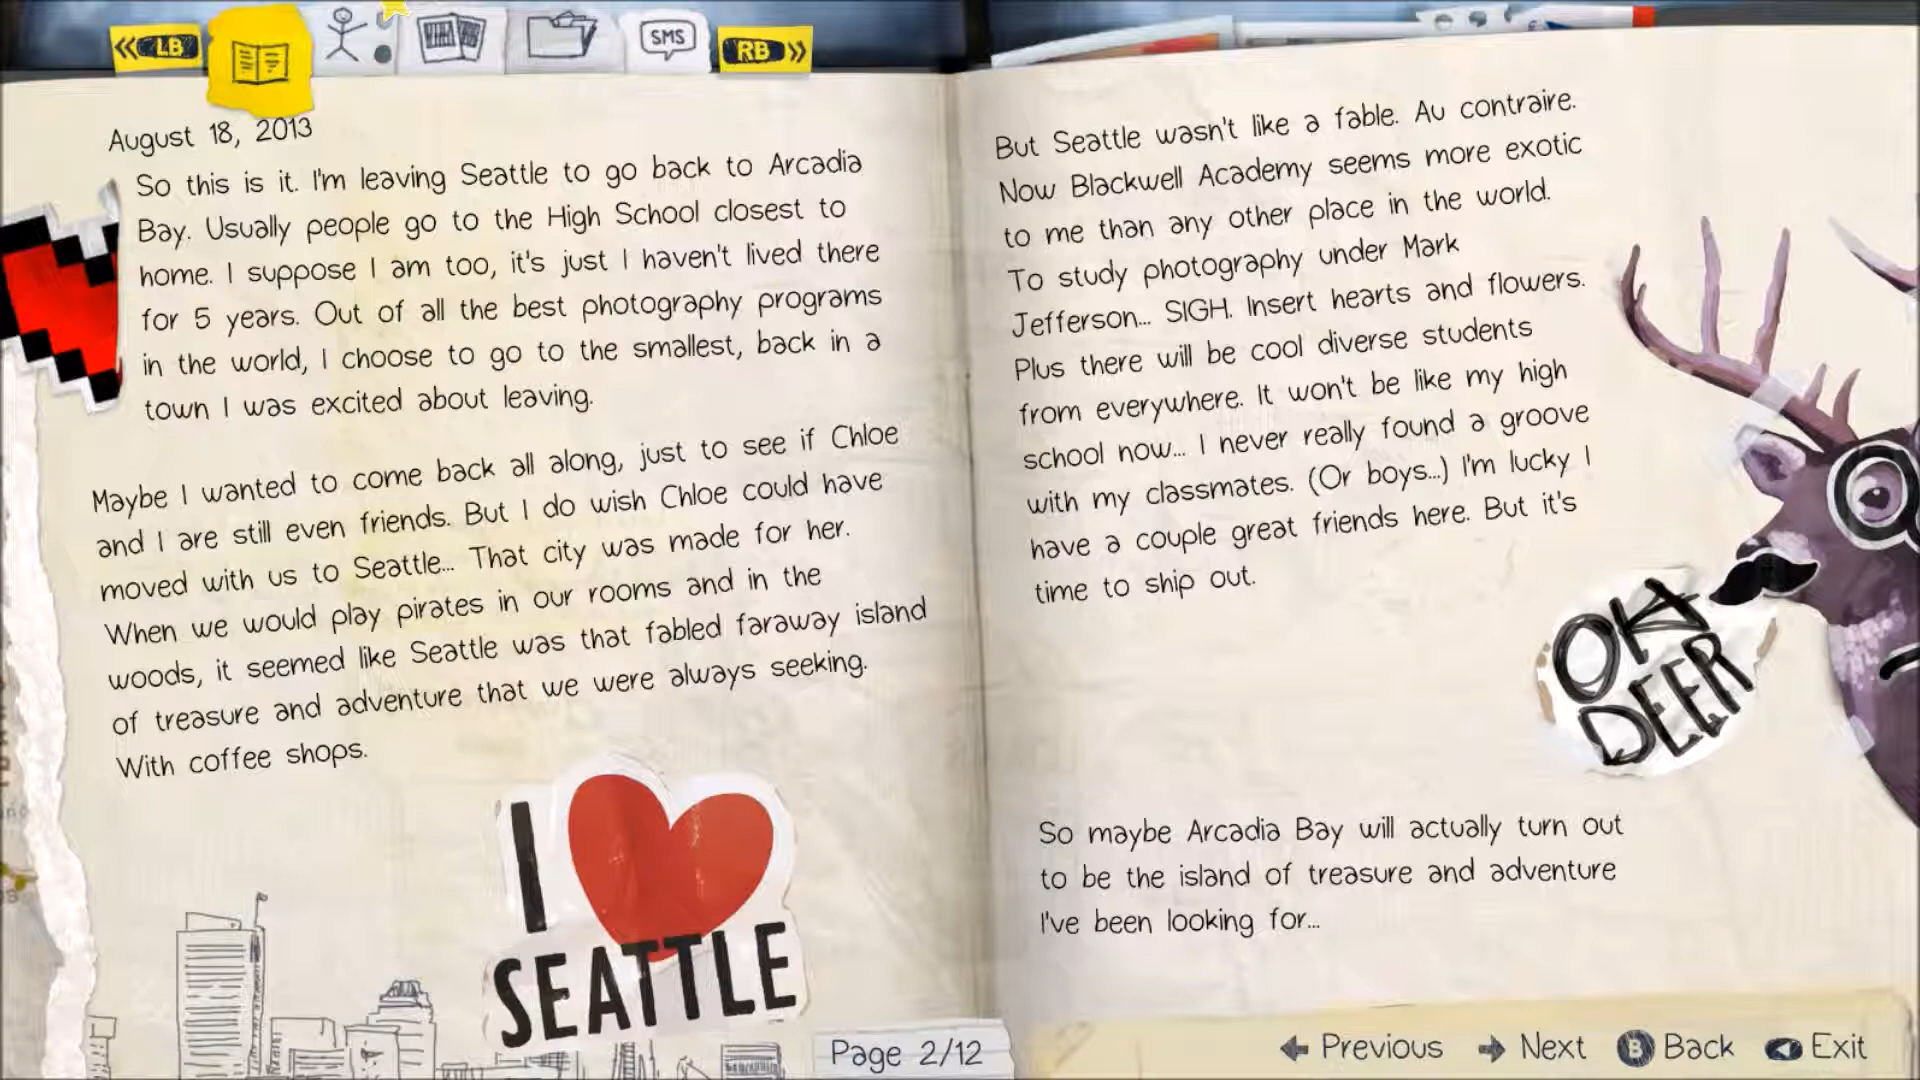 LB
SMS
RB
August 18, 2013
So this is it. I'm leaving Seattle to go back to Arcadia
Bay. Usually people go to the High School closest to
home. I suppose I am too, it's just I haven't lived there
for 5 years. Out of all the best photography programs
in the world, I choose to go to the smallest, back in a
town I was excited about leaving.
Maybe I wanted to come back all along, just to see if Chloe
and I are still even friends. But I do wish Chloe could have
moved with us to Seattle... That city was made for her.
When we would play pirates in our rooms and in the
woods, it seemed like Seattle was that fabled faraway island
of treasure and adventure that we were always seeking.
With coffee shops.
I
SEATTLE
But Seattle wasn't like a fable. Au contraire.
Now Blackwell Academy seems more exotic
to me than any other place in the world.
To study photography under Mark
Jefferson... SIGH. Insert hearts and flowers.
Plus there will be cool diverse students
from everywhere. It won't be like my high
school now... I never really found a groove
with my classmates. (Or boys...) I'm lucky I
have a couple great friends here. But it's
time to ship out.
OH
DEER
So maybe Arcadia Bay will actually turn out
to be the island of treasure and adventure
I've been looking for...
Page 2/12
Previous
Next
B Back
Exit